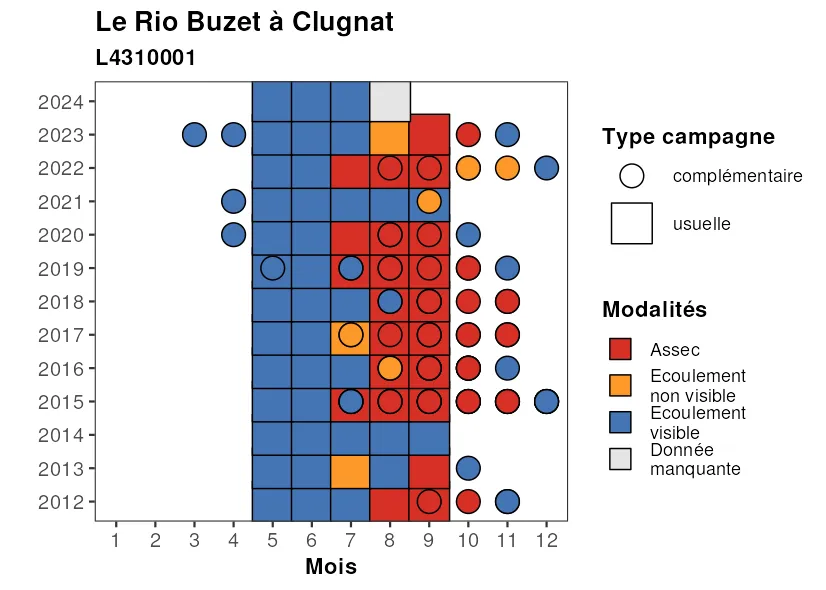 Le Rio Buzet à Clugnat
L4310001
2024
2023
2022
2021
2020
2019
2018
2017
2016
2015
2014
2013
2012
1 2 3 4 5 6 7 8 9 10 11 12
Mois
Type campagne
complémentaire
usuelle
Modalités
Assec
Ecoulement
non visible
Ecoulement
visible
Donnée
manquante